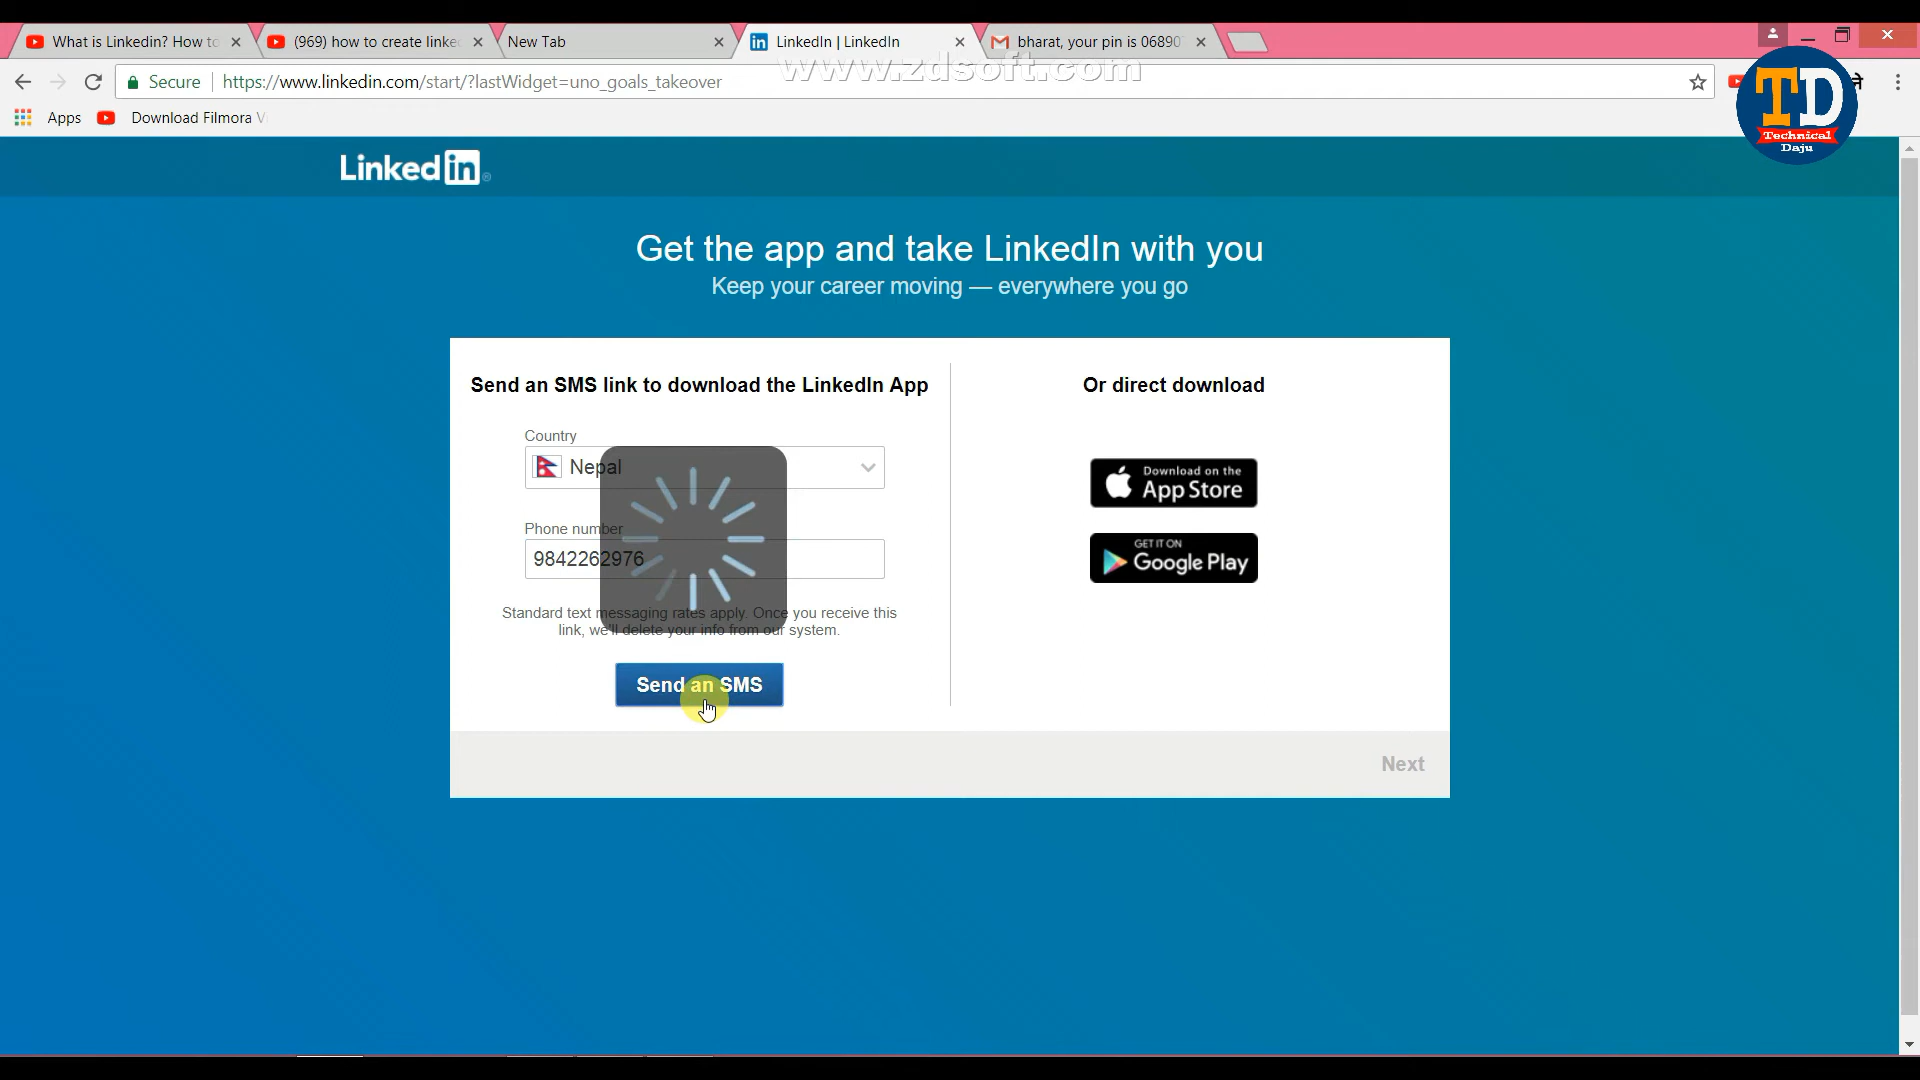 What is Linkedin? How to
(969) how to create linke
New Tab
LinkedIn | LinkedIn
bharat, your pin is 06890
Secure
https://www.linkedin.com/start/?lastWidget=uno_goals_takeover
www.zdsoft.com
Apps
Download Filmora V
TD
Technical
Daju
Linked in
Get the app and take LinkedIn with you
Keep your career moving — everywhere you go
Send an SMS link to download the LinkedIn App
Country
Nepal
Phone number
9842262976
Standard text messaging rates apply. Once you receive this
link, we'll delete your info from our system.
Send an SMS
Or direct download
Download on the
App Store
GET IT ON
Google Play
Next